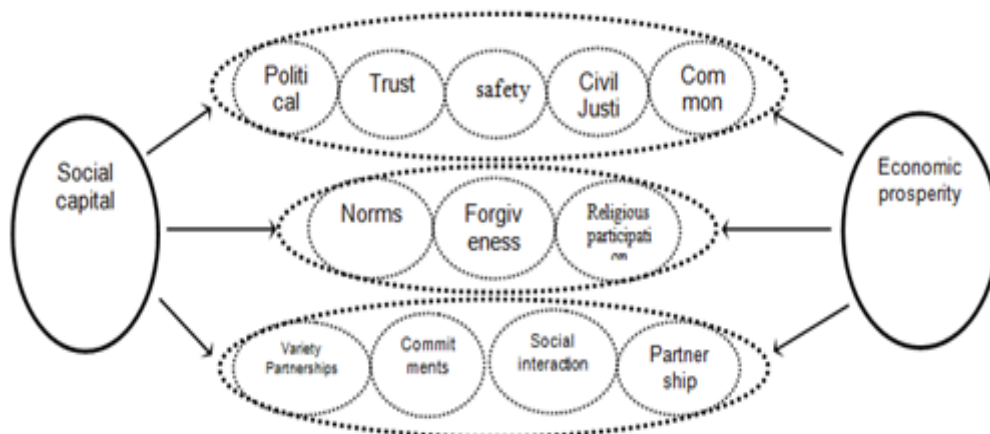 Politi
cal
Trust
safety
Civil
Justi
Com
mon
Social
capital
Economic
prosperity
Norms
Forgiv
eness
Religious
participati
on
Variety
Partnerships
Commit
ments
Social
interaction
Partner
ship